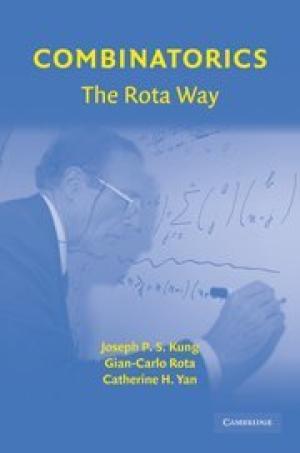 COMBINATORICS
The Rota Way
Joseph P. S. Kung
Gian-Carlo Rota
Catherine H. Yan
CAMBRIDGE